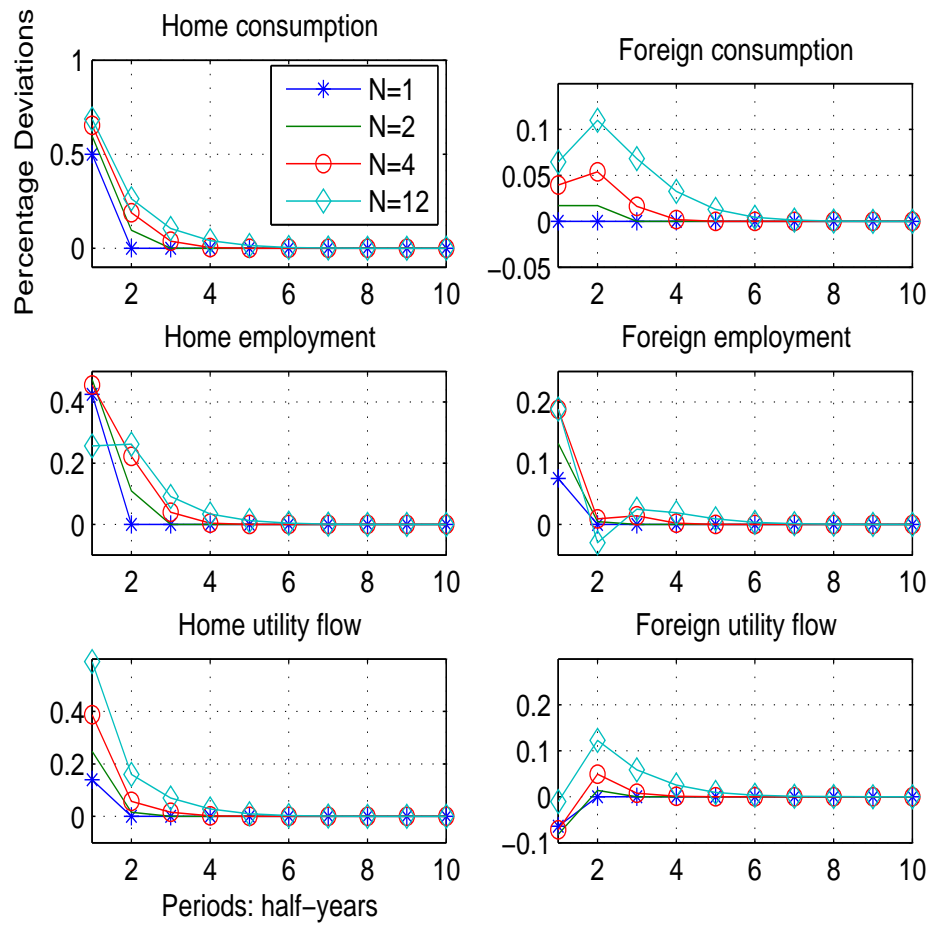 Home consumption
Percentage Deviations
1
0.5
0
2 4 6 8 10
N=1
N=2
N=4
N=12
Foreign consumption
0.1
0.05
0
−0.05
2 4 6 8 10
Home employment
0.4
0.2
0
2 4 6 8 10
Foreign employment
0.2
0.1
0
2 4 6 8 10
Home utility flow
0.4
0.2
0
2 4 6 8 10
Periods: half−years
Foreign utility flow
0.2
0.1
0
−0.1
2 4 6 8 10